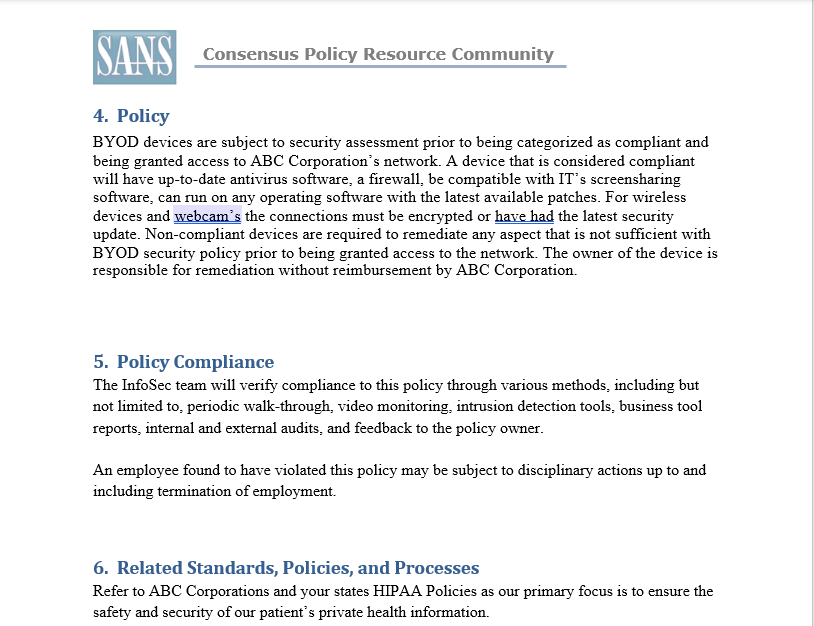 SANS
Consensus Policy Resource Community
4. Policy
BYOD devices are subject to security assessment prior to being categorized as compliant and
being granted access to ABC Corporation's network. A device that is considered compliant
will have up-to-date antivirus software, a firewall, be compatible with IT's screensharing
software, can run on any operating software with the latest available patches. For wireless
devices and webcam's the connections must be encrypted or have had the latest security
update. Non-compliant devices are required to remediate any aspect that is not sufficient with
BYOD security policy prior to being granted access to the network. The owner of the device is
responsible for remediation without reimbursement by ABC Corporation.
5. Policy Compliance
The InfoSec team will verify compliance to this policy through various methods, including but
not limited to, periodic walk-through, video monitoring, intrusion detection tools, business tool
reports, internal and external audits, and feedback to the policy owner.
An employee found to have violated this policy may be subject to disciplinary actions up to and
including termination of employment.
6. Related Standards, Policies, and Processes
Refer to ABC Corporations and your states HIPAA Policies as our primary focus is to ensure the
safety and security of our patient's private health information.